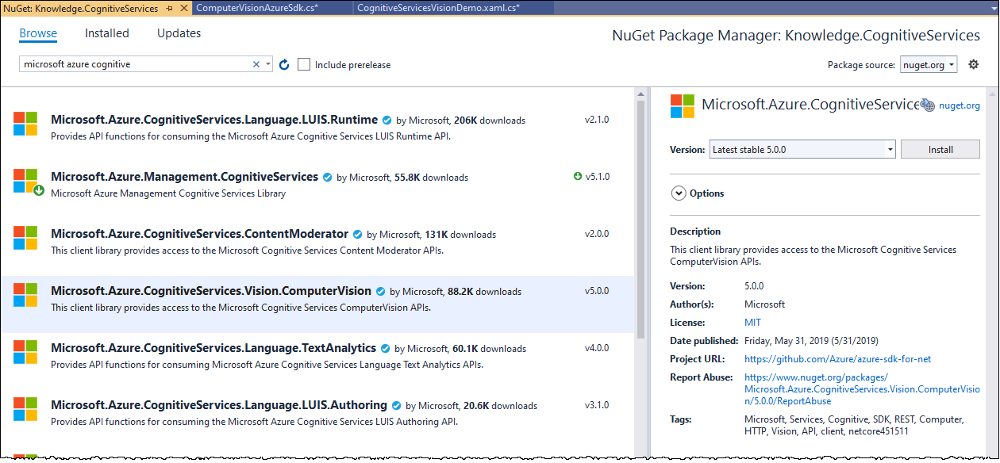 NuGet: Knowledge.CognitiveServices
ComputerVisionAzureSdk.cs*
CognitiveServicesVisionDemo.xaml.cs*
Browse
Installed
Updates
NuGet Package Manager: Knowledge.CognitiveServices
microsoft azure cognitive
Include prerelease
Package source: nuget.org
Microsoft.Azure.CognitiveServices.Language.LUIS.Runtime by Microsoft, 206K downloads v2.1.0
Provides API functions for consuming the Microsoft Azure Cognitive Services LUIS Runtime API.
Microsoft.Azure.Management.CognitiveServices by Microsoft, 55.8K downloads v5.1.0
Microsoft Azure Management Cognitive Services Library
Microsoft.Azure.CognitiveServices.ContentModerator by Microsoft, 131K downloads v2.0.0
This client library provides access to the Microsoft Cognitive Services Content Moderator APIs.
Microsoft.Azure.CognitiveServices.Vision.ComputerVision by Microsoft, 88.2K downloads v5.0.0
This client library provides access to the Microsoft Cognitive Services ComputerVision APIs.
Microsoft.Azure.CognitiveServices.Language.TextAnalytics by Microsoft, 60.1K downloads v4.0.0
Provides API functions for consuming Microsoft Azure Cognitive Services Language Text Analytics APIs.
Microsoft.Azure.CognitiveServices.Language.LUIS.Authoring by Microsoft, 20.6K downloads v3.1.0
Provides API functions for consuming the Microsoft Azure Cognitive Services LUIS Authoring API.
Microsoft.Azure.CognitiveService nuget.org
Version: Latest stable 5.0.0 Install
Options
Description
This client library provides access to the Microsoft Cognitive Services
ComputerVision APIs.
Version: 5.0.0
Author(s): Microsoft
License: MIT
Date published: Friday, May 31, 2019 (5/31/2019)
Project URL: https://github.com/Azure/azure-sdk-for-net
Report Abuse: https://www.nuget.org/packages/
Microsoft.Azure.CognitiveServices.Vision.ComputerVisio
n/5.0.0/ReportAbuse
Tags: Microsoft, Services, Cognitive, SDK, REST, Computer,
HTTP, Vision, API, client, netcore451511